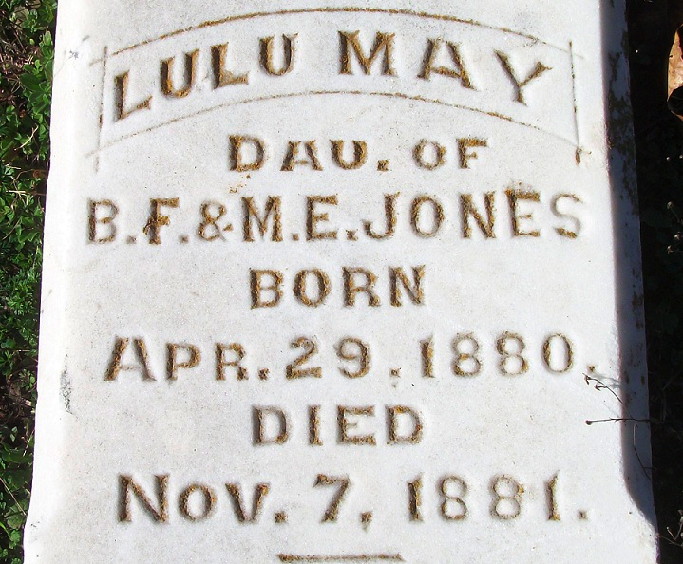 LULU MAY
DAU. OF
B. F. & M. E. JONES
BORN
APR. 29, 1880.
DIED
NOV. 7, 1881.